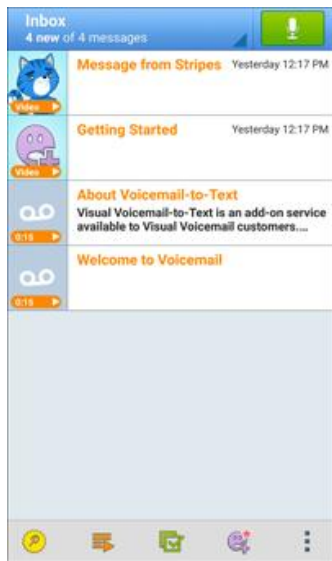 Inbox
4 new of 4 messages
Message from Stripes Yesterday 12:17 PM
Video
Getting Started Yesterday 12:17 PM
Video
About Voicemail-to-Text
Visual Voicemail-to-Text is an add-on service
available to Visual Voicemail customers....
0:15
Welcome to Voicemail
0:15